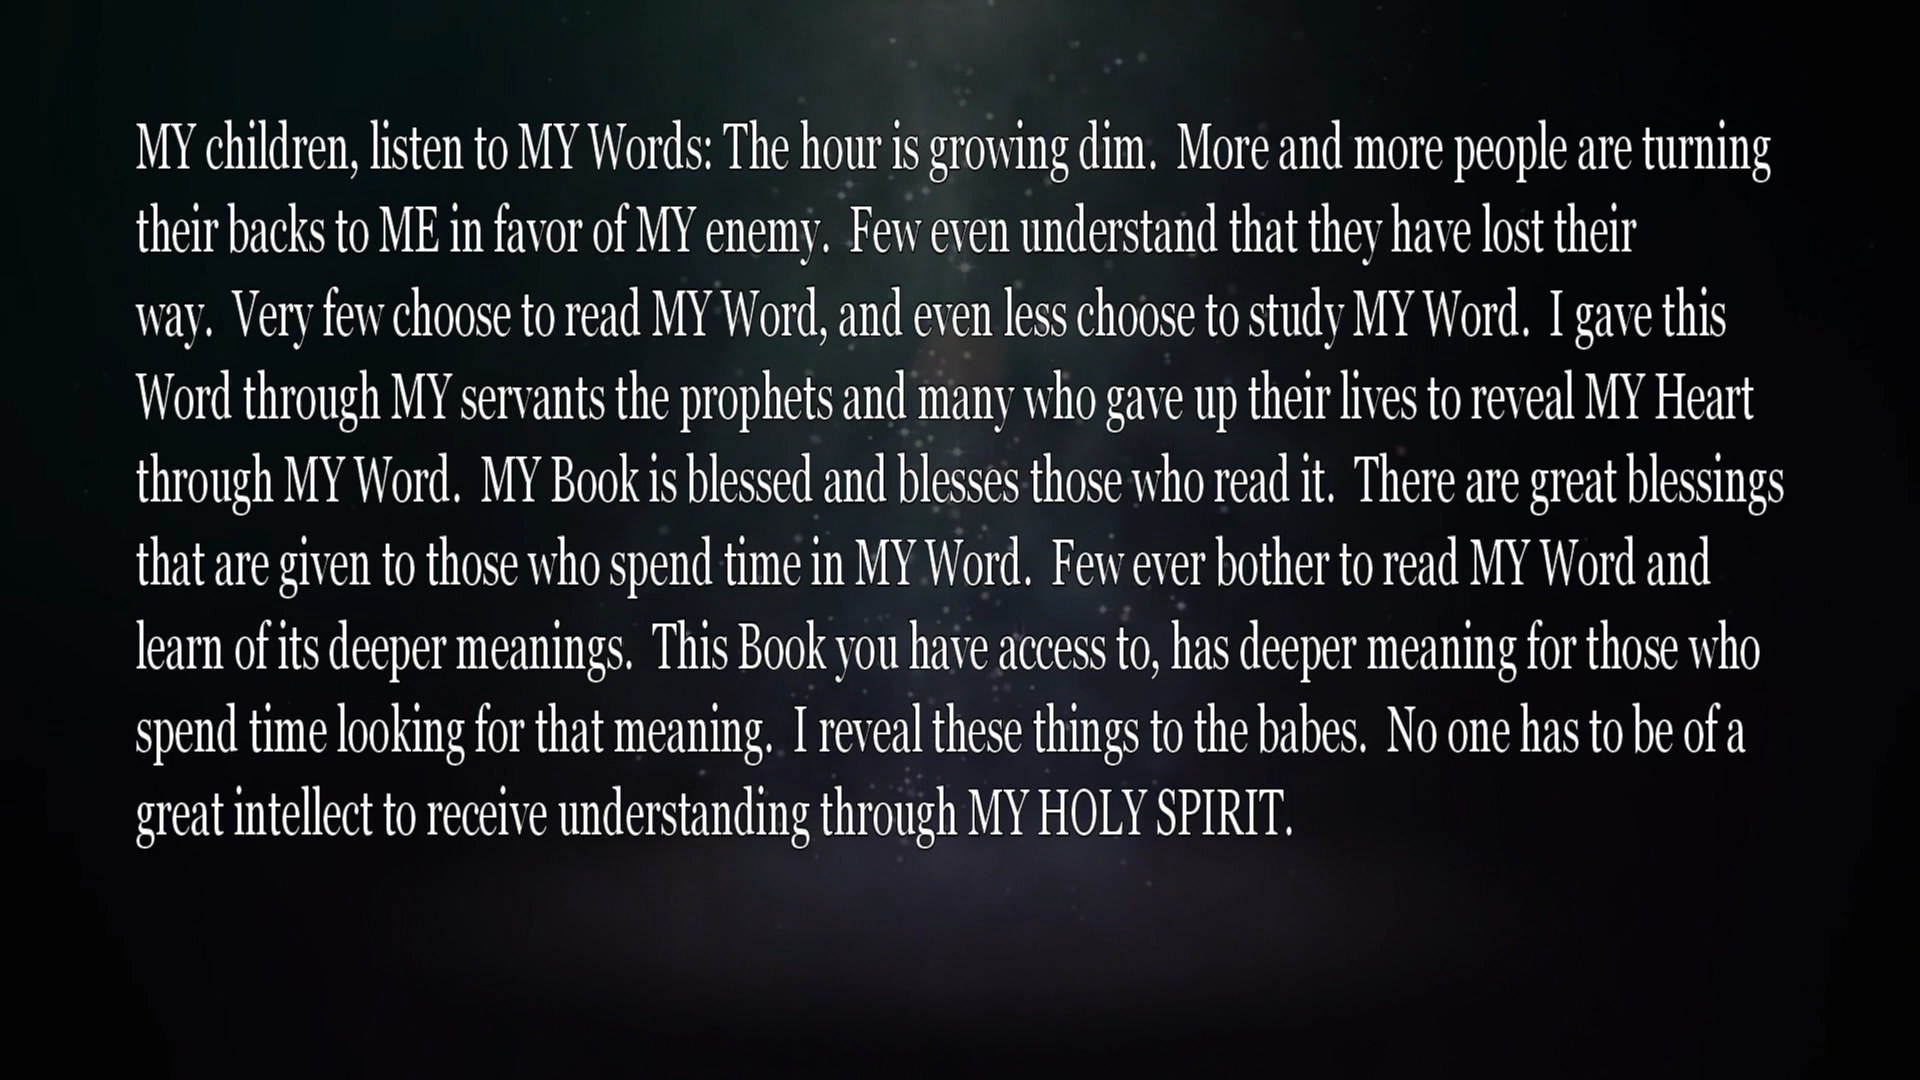 MY children, listen to MY Words: The hour is growing dim.  More and more people are turning
their backs to ME in favor of MY enemy.  Few even understand that they have lost their
way.  Very few choose to read MY Word, and even less choose to study MY Word.  I gave this
Word through MY servants the prophets and many who gave up their lives to reveal MY Heart
through MY Word.  MY Book is blessed and blesses those who read it.  There are great blessings
that are given to those who spend time in MY Word.  Few ever bother to read MY Word and
learn of its deeper meanings.  This Book you have access to, has deeper meaning for those who
spend time looking for that meaning.  I reveal these things to the babes.  No one has to be of a
great intellect to receive understanding through MY HOLY SPIRIT.